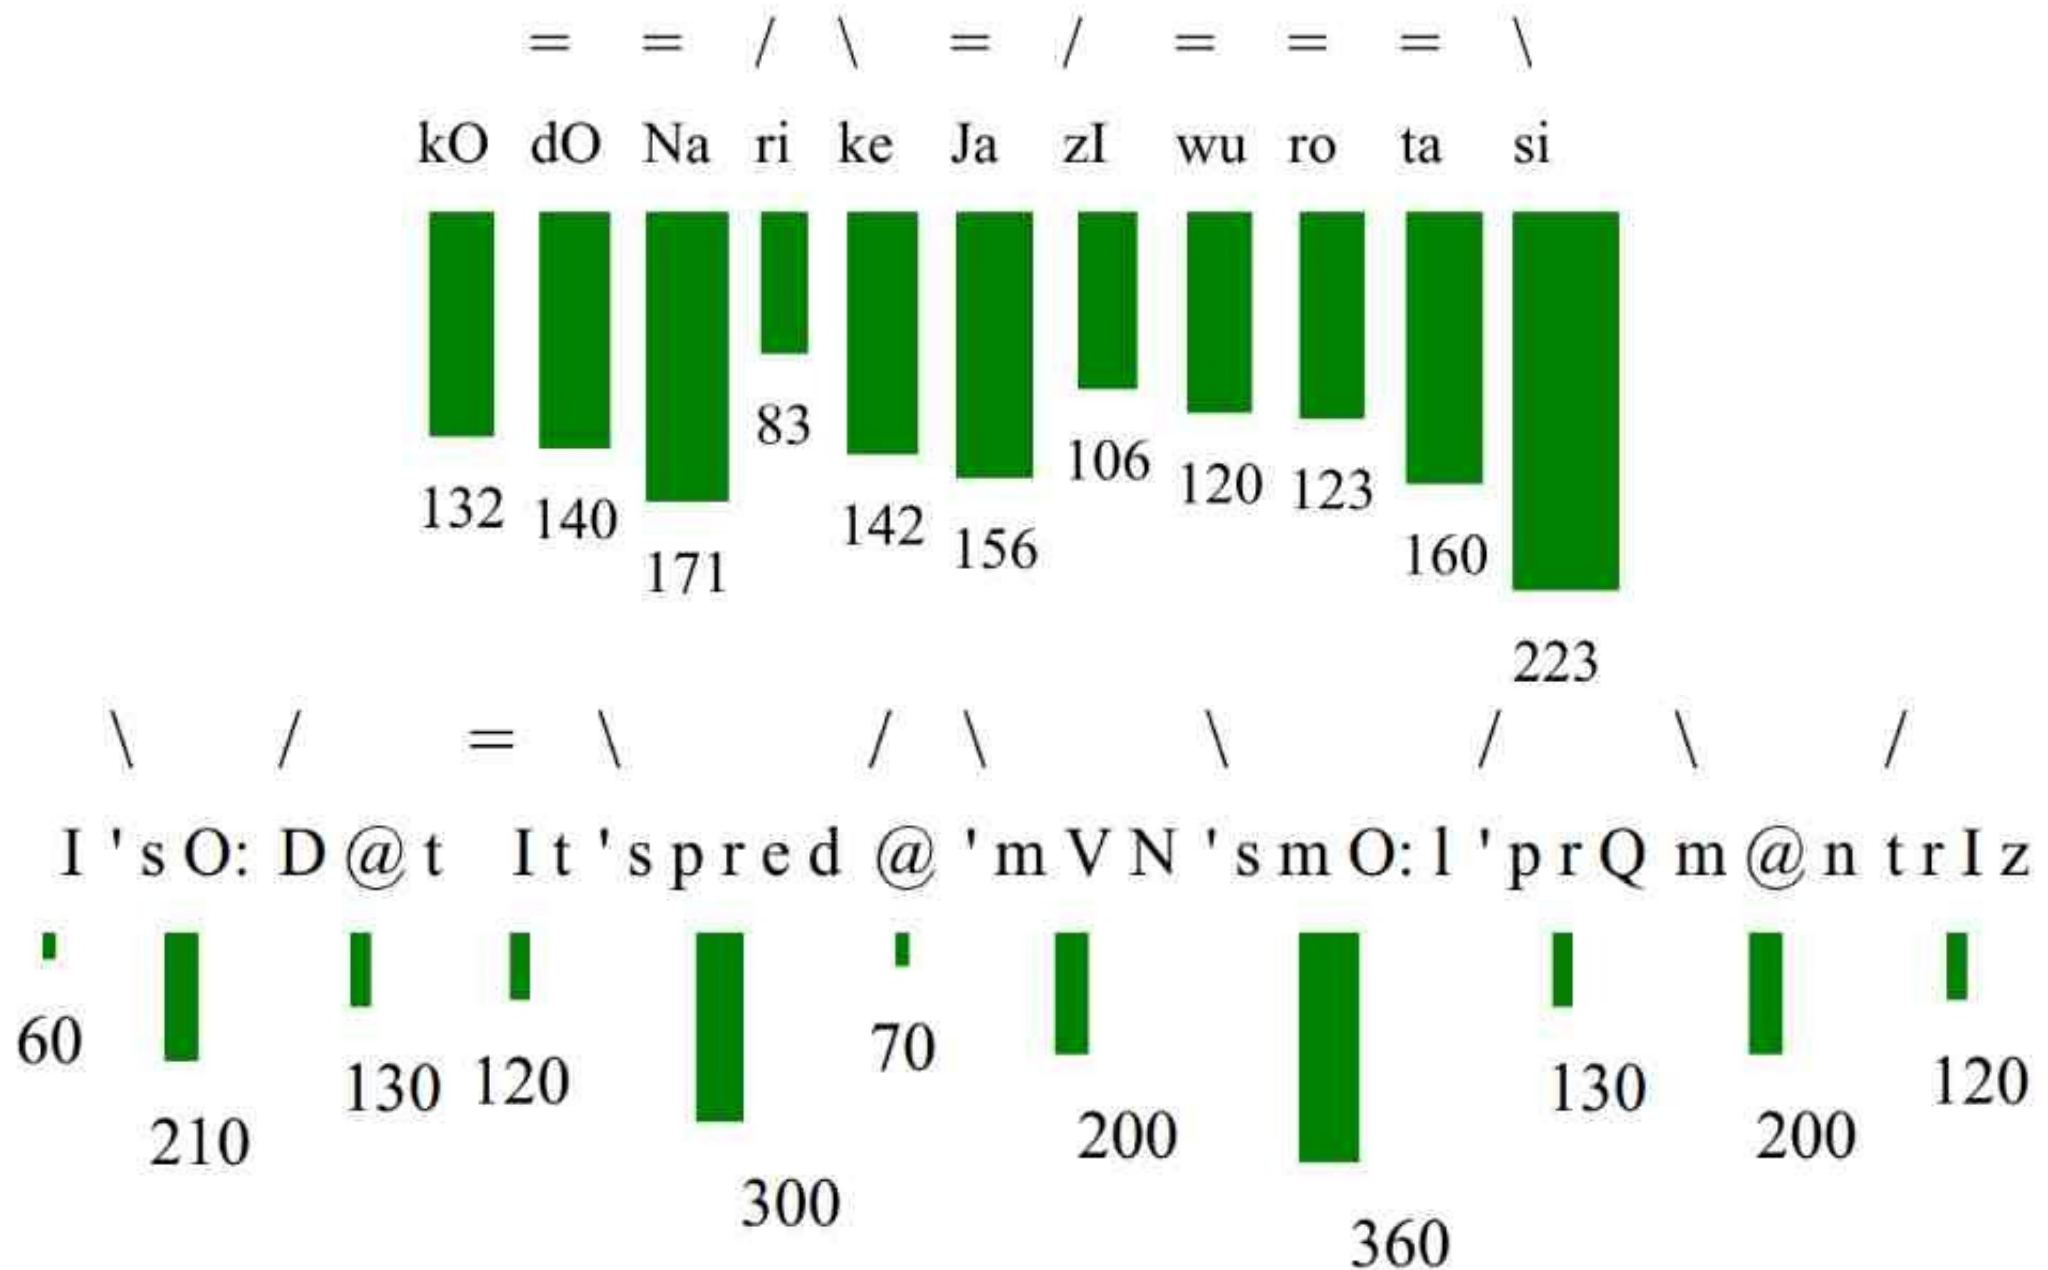 = = / \ = / = = = \
kO dO Na ri ke Ja zI wu ro ta si
132 140 171 83 142 156 106 120 123 160 223
\ / = \ / \ \ / \ /
I 's O: D @ t I t 's p r e d @ 'm V N 's m O: l 'p r Q m @ n t r I z
60 210 130 120 300 70 200 360 130 200 120